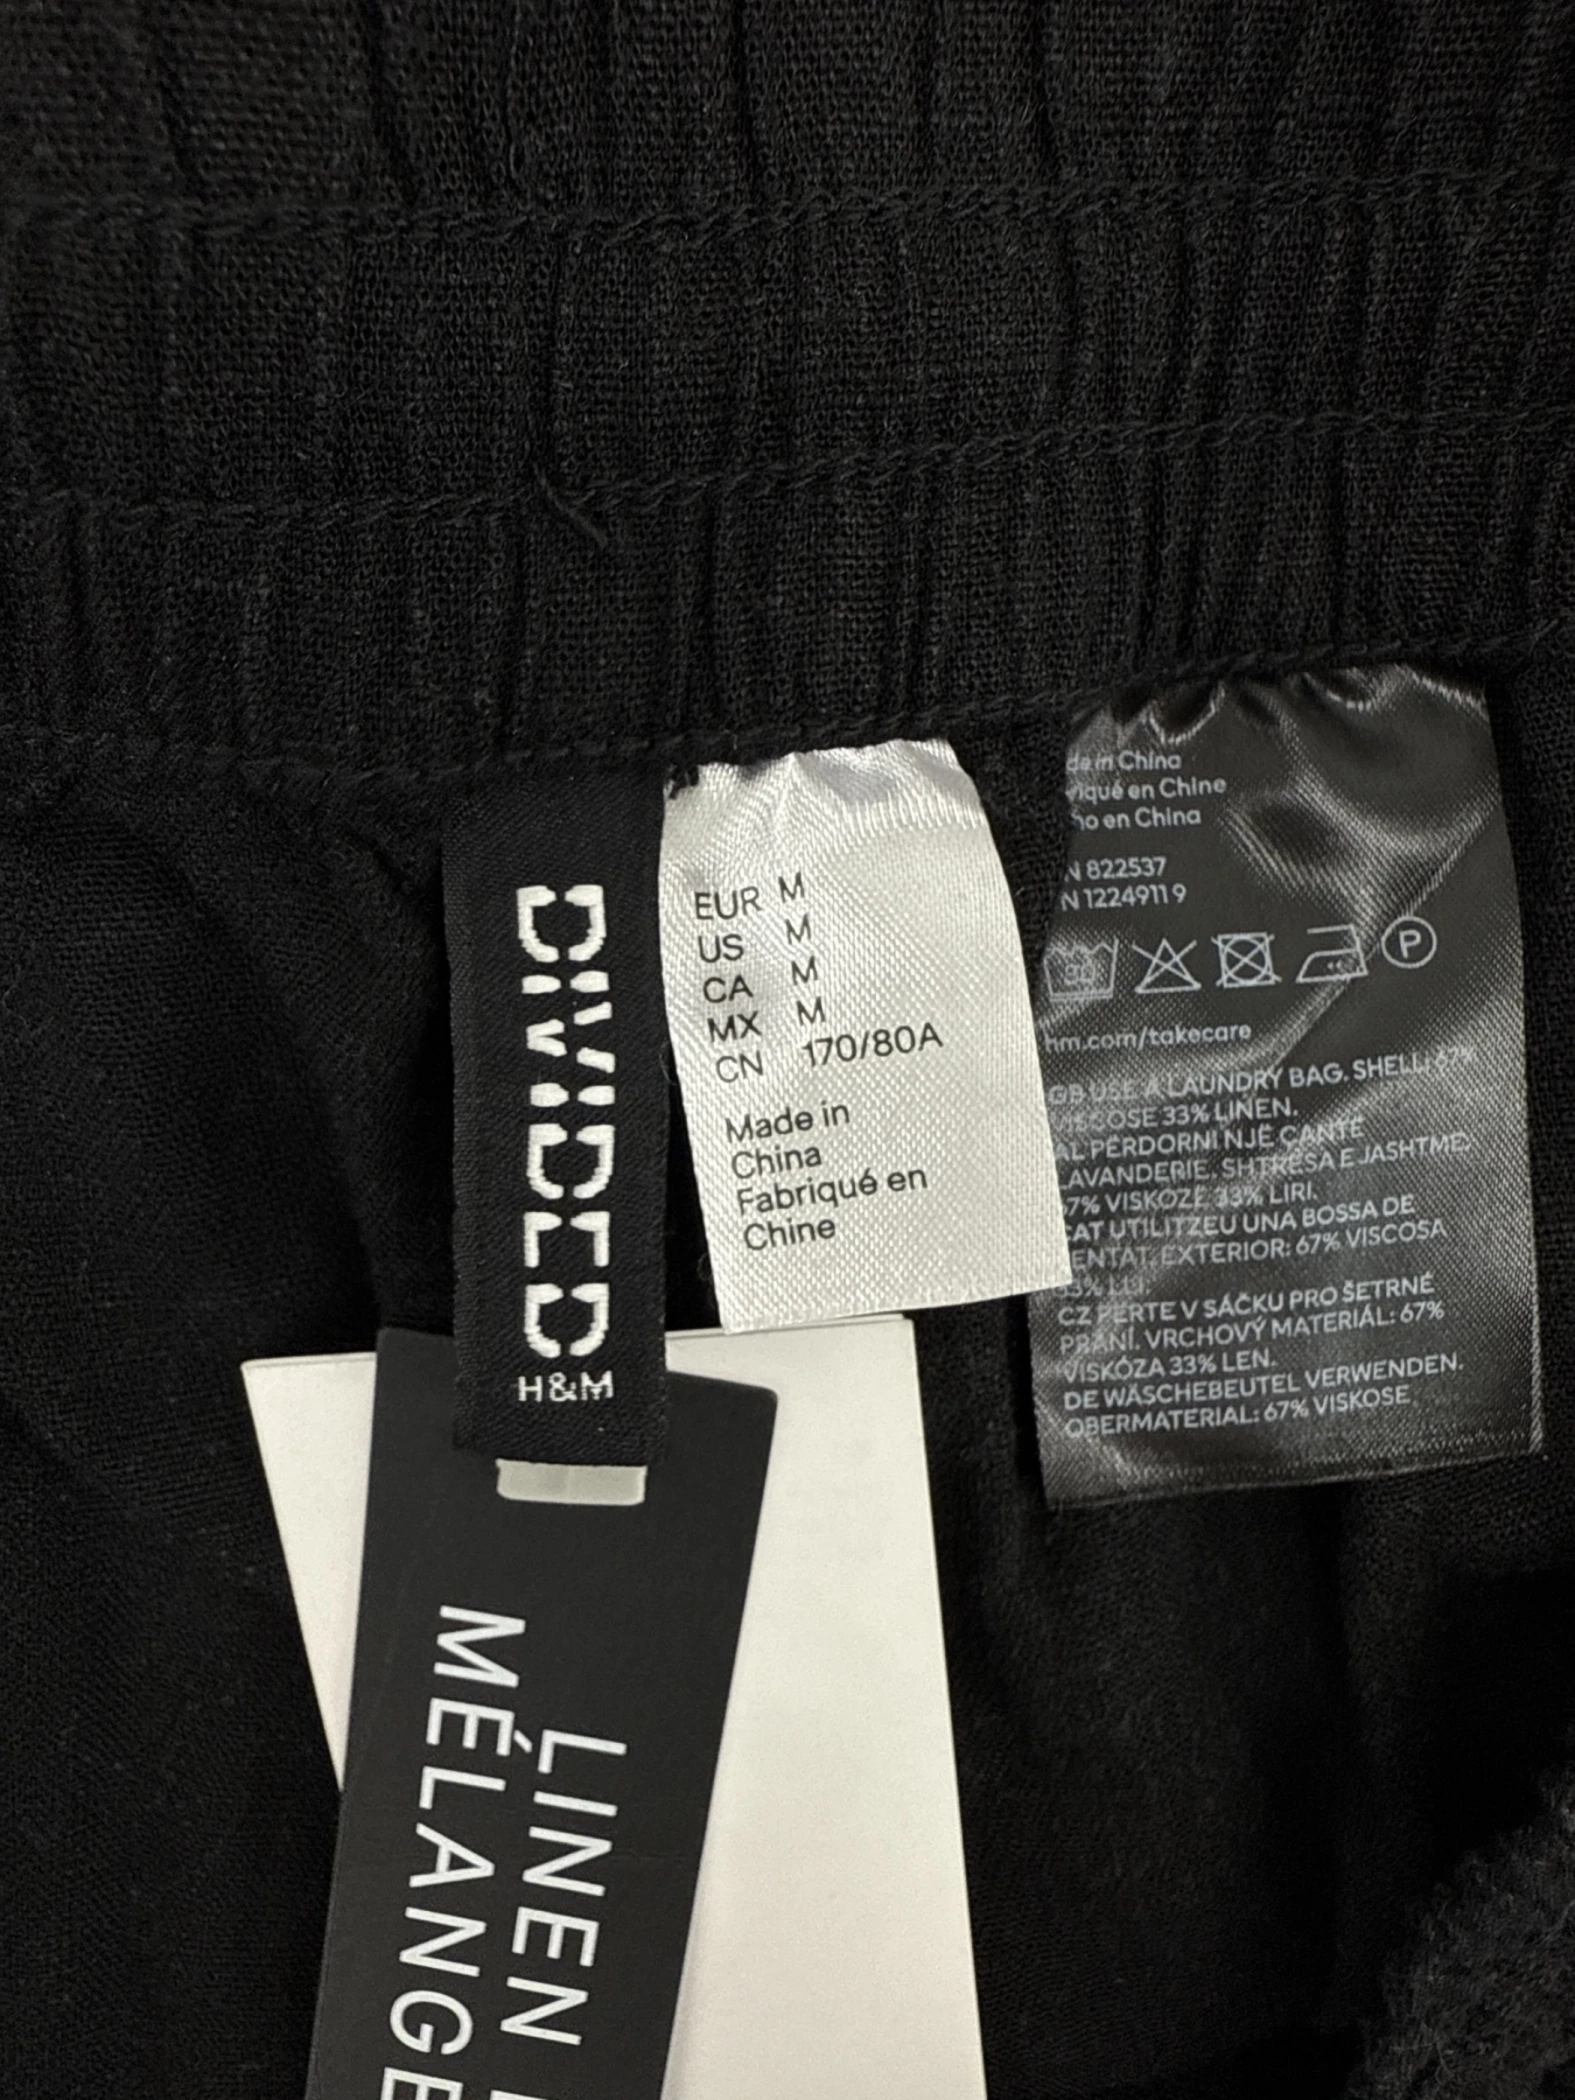 DIVIDED
H&M
EUR M
US M
CA M
MX M
CN 170/80A
Made in
China
Fabriqué en
Chine
de in China
riqué en Chine
ho en China
N 822537
N 1224911 9
30
P
hm.com/takecare
GB USE A LAUNDRY BAG. SHELL: 67%
VISCOSE 33% LINEN.
AL PËRDORNI NJË ÇANTË
LAVANDERIE. SHTRESA E JASHTME:
67% VISKOZË 33% LIRI.
CAT UTILITZEU UNA BOSSA DE
RENTAT. EXTERIOR: 67% VISCOSA
33% LLI.
CZ PERTE V SÁČKU PRO ŠETRNÉ
PRANÍ. VRCHOVÝ MATERIÁL: 67%
VISKÓZA 33% LEN.
DE WÄSCHEBEUTEL VERWENDEN.
OBERMATERIAL: 67% VISKOSE
LINEN
MÉLANGE